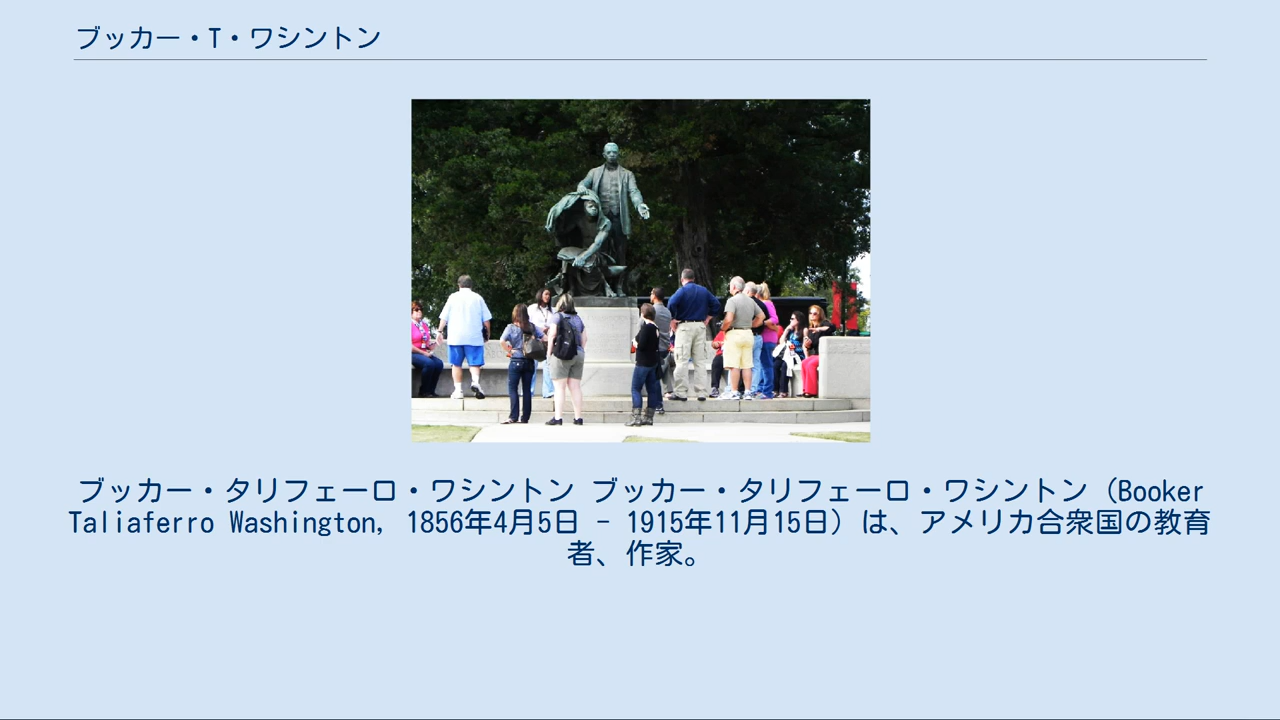 ブッカー・T・ワシントン
ブッカー・タリフェーロ・ワシントン ブッカー・タリフェーロ・ワシントン（Booker
Taliaferro Washington, 1856年4月5日 - 1915年11月15日）は、アメリカ合衆国の教育
者、作家。